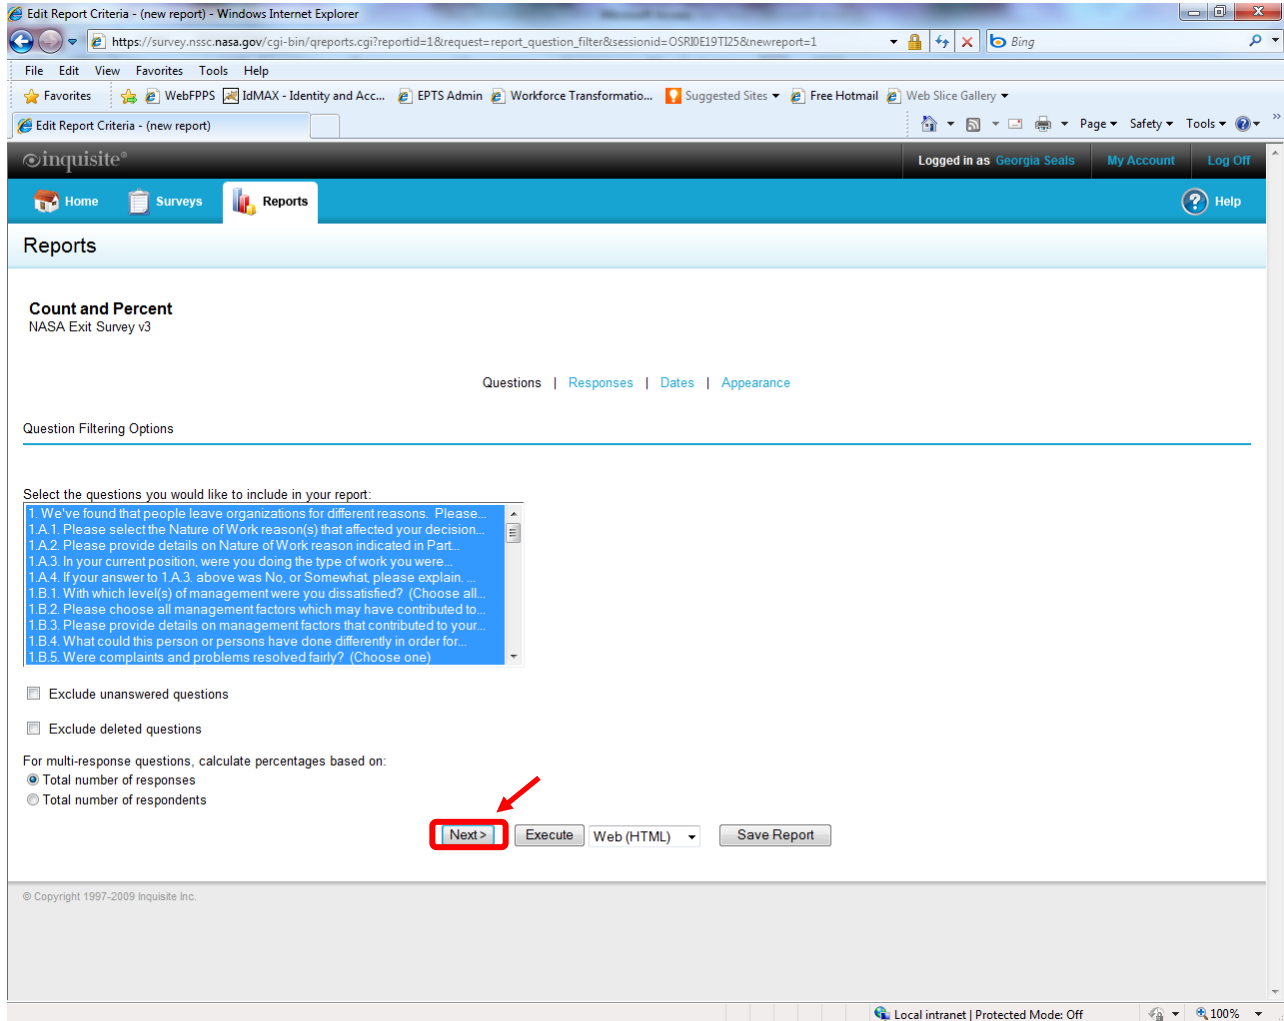 Edit Report Criteria - (new report) - Windows Internet Explorer
https://survey.nssc.nasa.gov/cgi-bin/qreports.cgi?reportid=1&request=report_question_filter&sessionid=OSRI0E19TI25&newreport=1
Bing
File Edit View Favorites Tools Help
Favorites WebFPPS IdMAX - Identity and Acc... EPTS Admin Workforce Transformatio... Suggested Sites Free Hotmail Web Slice Gallery
Edit Report Criteria - (new report)
Page Safety Tools »
inquisite®
Logged in as Georgia Seals My Account Log Off
Home Surveys Reports Help
Reports
Count and Percent
NASA Exit Survey v3
Questions | Responses | Dates | Appearance
Question Filtering Options
Select the questions you would like to include in your report:
1. We've found that people leave organizations for different reasons. Please...
1.A.1. Please select the Nature of Work reason(s) that affected your decision...
1.A.2. Please provide details on Nature of Work reason indicated in Part...
1.A.3. In your current position, were you doing the type of work you were...
1.A.4. If your answer to 1.A.3. above was No, or Somewhat, please explain. ...
1.B.1. With which level(s) of management were you dissatisfied? (Choose all...
1.B.2. Please choose all management factors which may have contributed to...
1.B.3. Please provide details on management factors that contributed to your...
1.B.4. What could this person or persons have done differently in order for...
1.B.5. Were complaints and problems resolved fairly? (Choose one)
Exclude unanswered questions
Exclude deleted questions
For multi-response questions, calculate percentages based on:
Total number of responses
Total number of respondents
Next > Execute Web (HTML) Save Report
© Copyright 1997-2009 Inquisite Inc.
Local intranet | Protected Mode: Off 100%